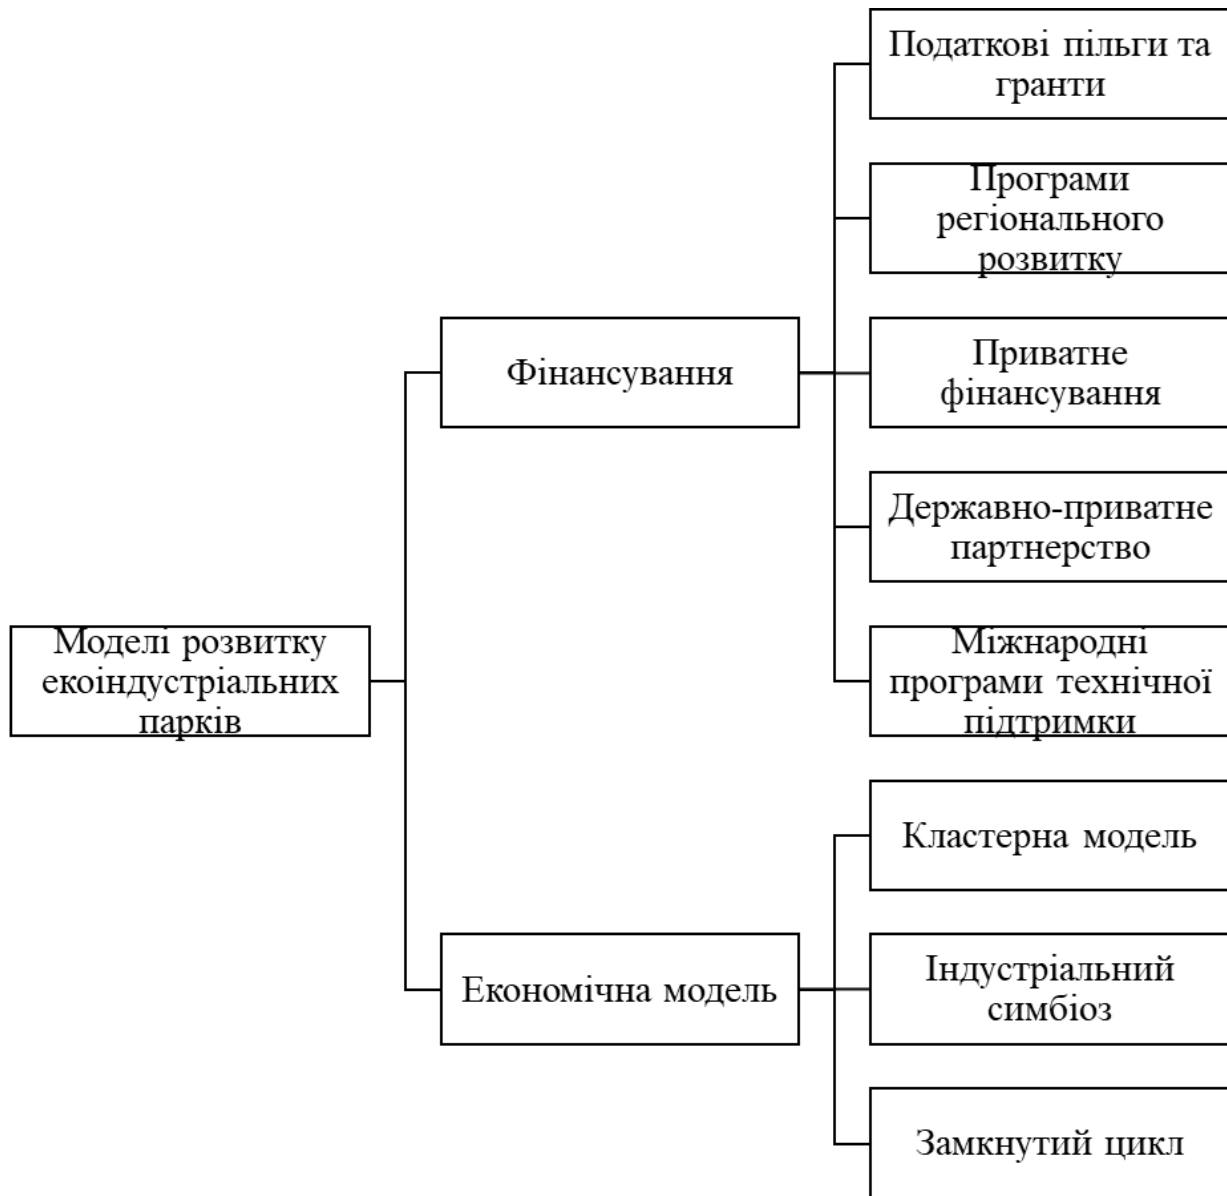 Податкові пільги та
гранти
Програми
регіонального
розвитку
Фінансування
Приватне
фінансування
Державно-приватне
партнерство
Моделі розвитку
екоіндустріальних
парків
Міжнародні
програми технічної
підтримки
Кластерна модель
Економічна модель
Індустріальний
симбіоз
Замкнутий цикл